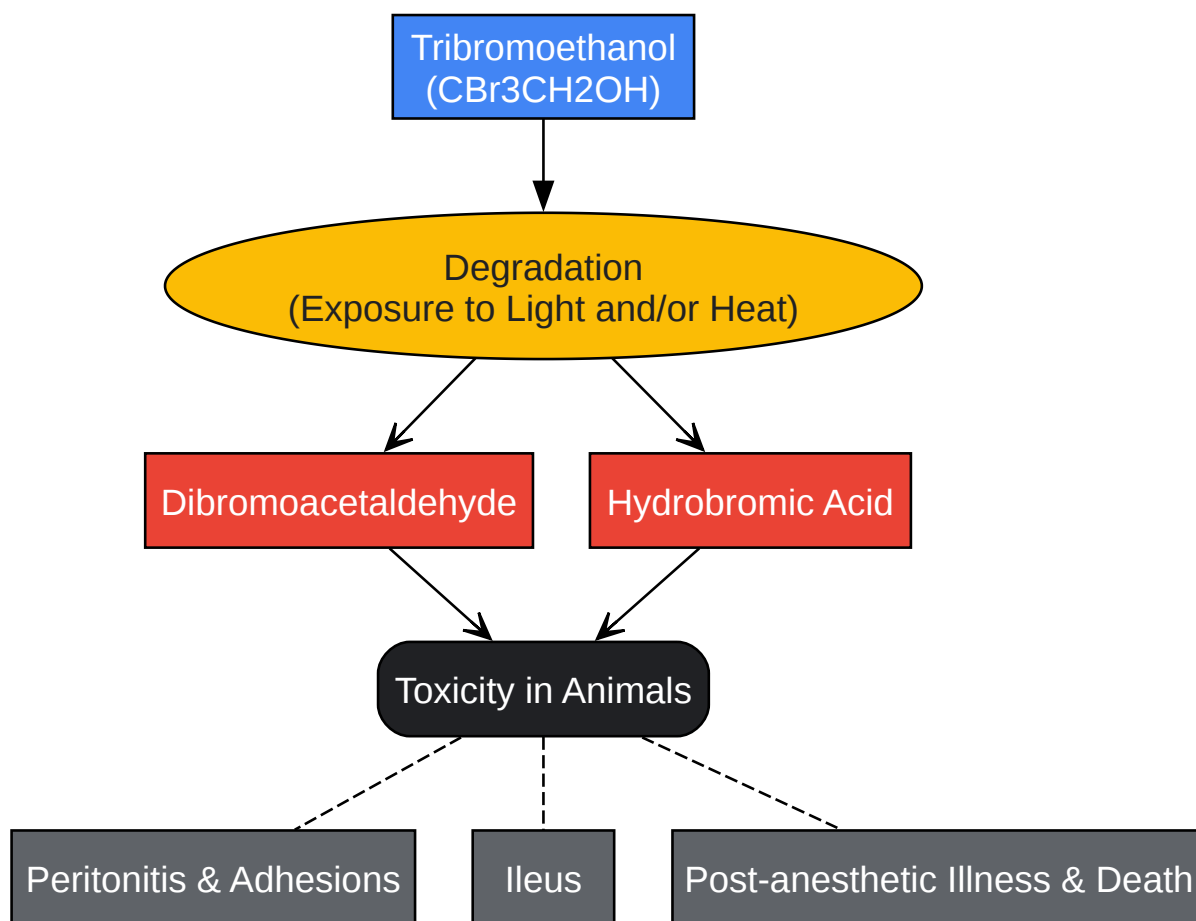 Tribromoethanol
(CBr3CH2OH)
Degradation
(Exposure to Light and/or Heat)
Dibromoacetaldehyde
Hydrobromic Acid
Toxicity in Animals
Peritonitis & Adhesions
Ileus
Post-anesthetic Illness & Death